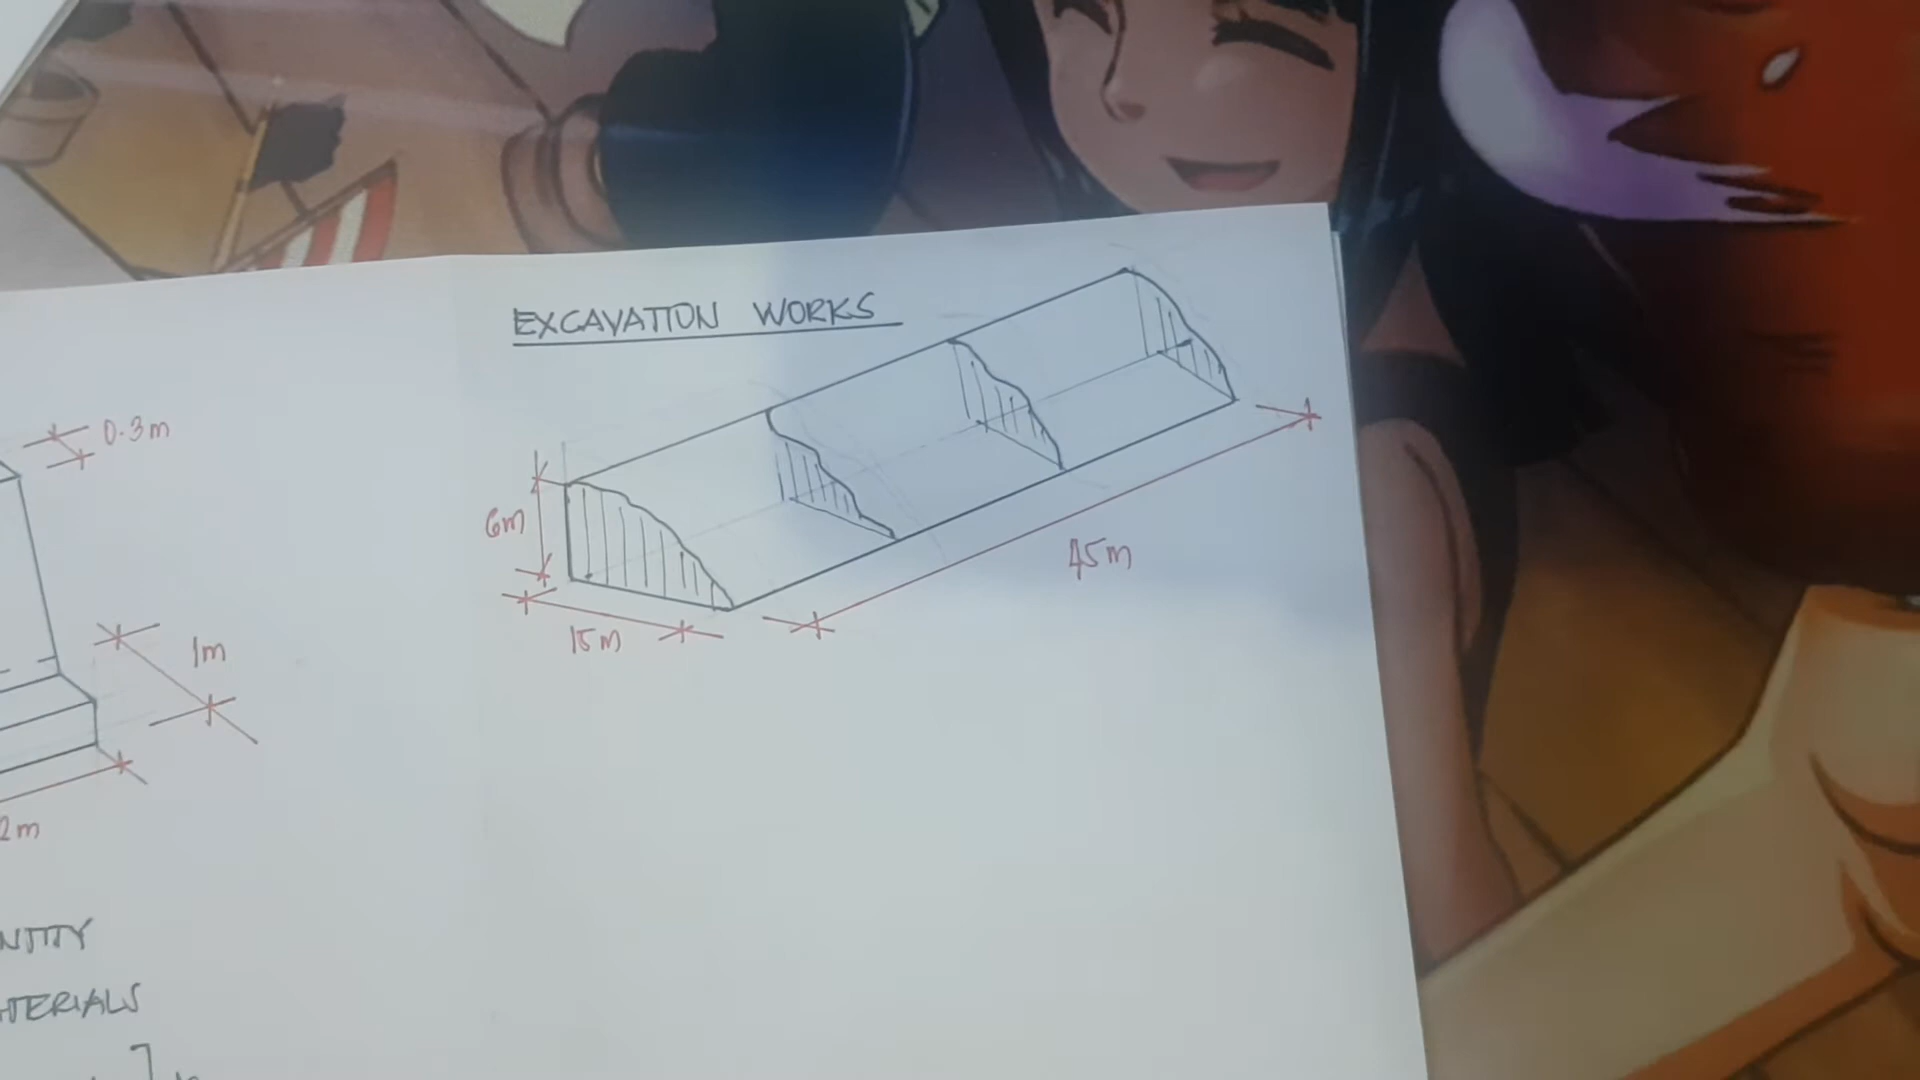 EXCAVATION WORKS
0.3m
6m
15m
45m
1m
2m
NTITY
TERIALS